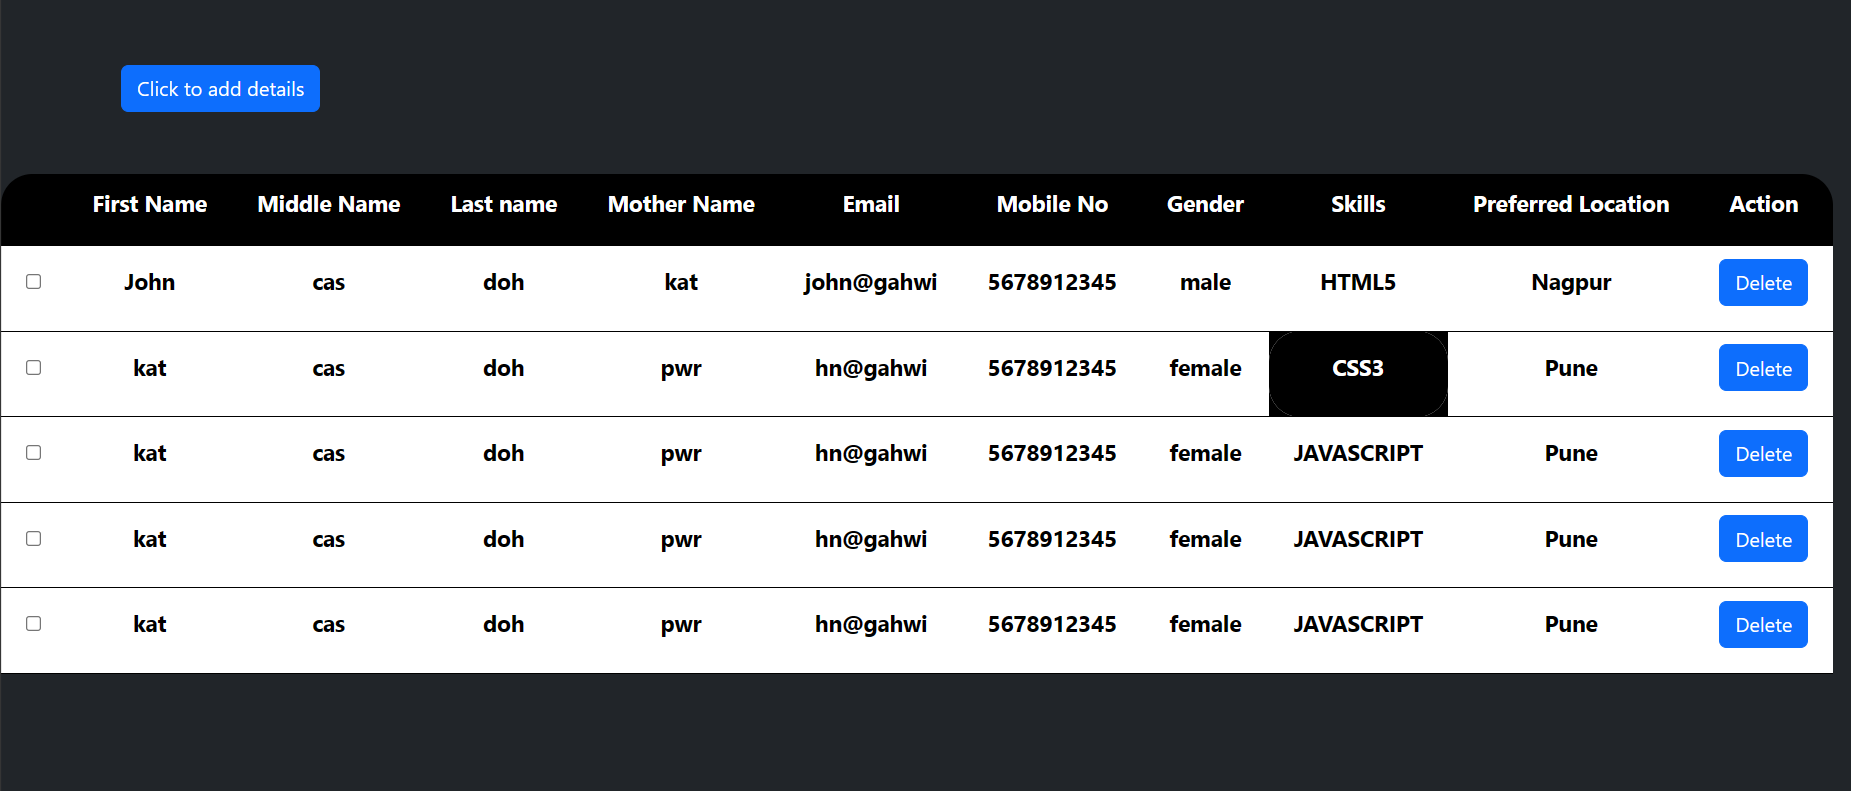 Click to add details
First Name Middle Name Last name Mother Name Email Mobile No Gender Skills Preferred Location Action
John cas doh kat john@gahwi 5678912345 male HTML5 Nagpur Delete
kat cas doh pwr hn@gahwi 5678912345 female CSS3 Pune Delete
kat cas doh pwr hn@gahwi 5678912345 female JAVASCRIPT Pune Delete
kat cas doh pwr hn@gahwi 5678912345 female JAVASCRIPT Pune Delete
kat cas doh pwr hn@gahwi 5678912345 female JAVASCRIPT Pune Delete